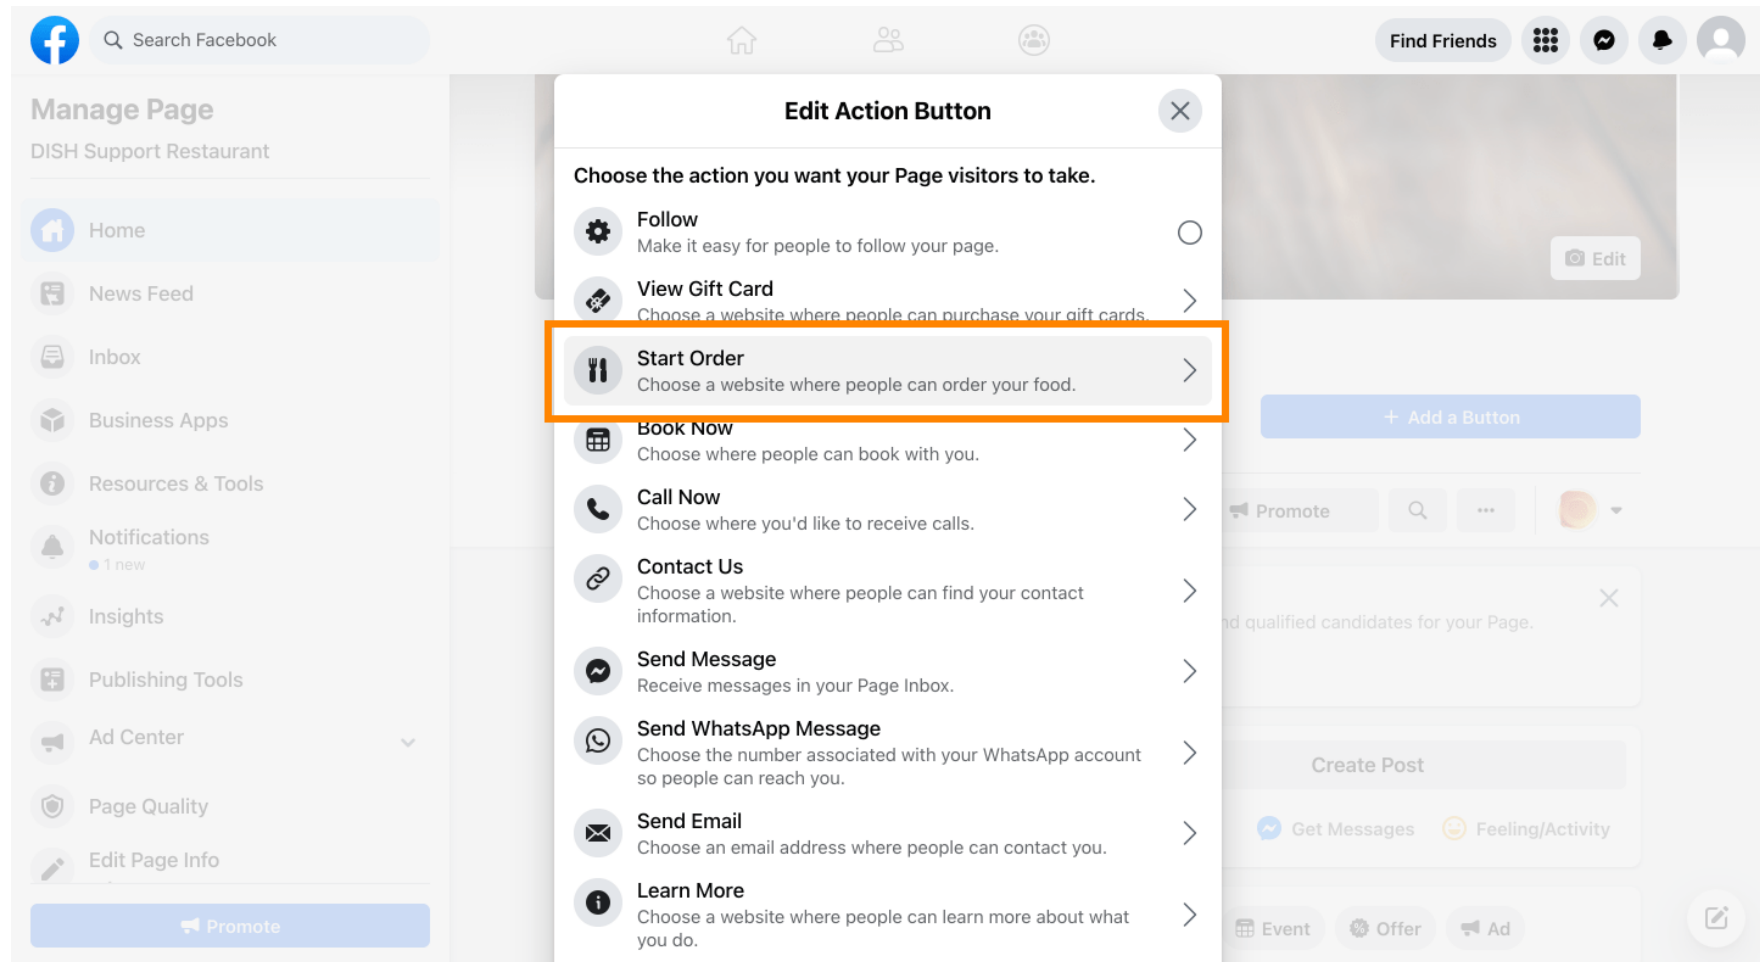 Search Facebook
Find Friends
Manage Page
DISH Support Restaurant
Home
News Feed
Inbox
Business Apps
Resources & Tools
Notifications
1 new
Insights
Publishing Tools
Ad Center
Page Quality
Edit Page Info
Promote
Edit Action Button
Choose the action you want your Page visitors to take.
Follow
Make it easy for people to follow your page.
View Gift Card
Choose a website where people can purchase your gift cards.
Start Order
Choose a website where people can order your food.
Book Now
Choose where people can book with you.
Call Now
Choose where you'd like to receive calls.
Contact Us
Choose a website where people can find your contact
information.
Send Message
Receive messages in your Page Inbox.
Send WhatsApp Message
Choose the number associated with your WhatsApp account
so people can reach you.
Send Email
Choose an email address where people can contact you.
Learn More
Choose a website where people can learn more about what
you do.
Edit
+ Add a Button
Promote
qualified candidates for your Page.
Create Post
Get Messages
Feeling/Activity
Event
Offer
Ad